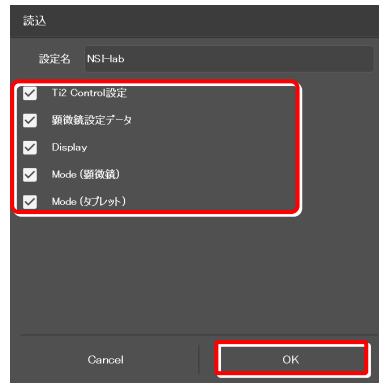 読込
設定名 NSI-lab
Ti2 Control設定
顕微鏡設定データ
Display
Mode (顕微鏡)
Mode (タブレット)
Cancel OK